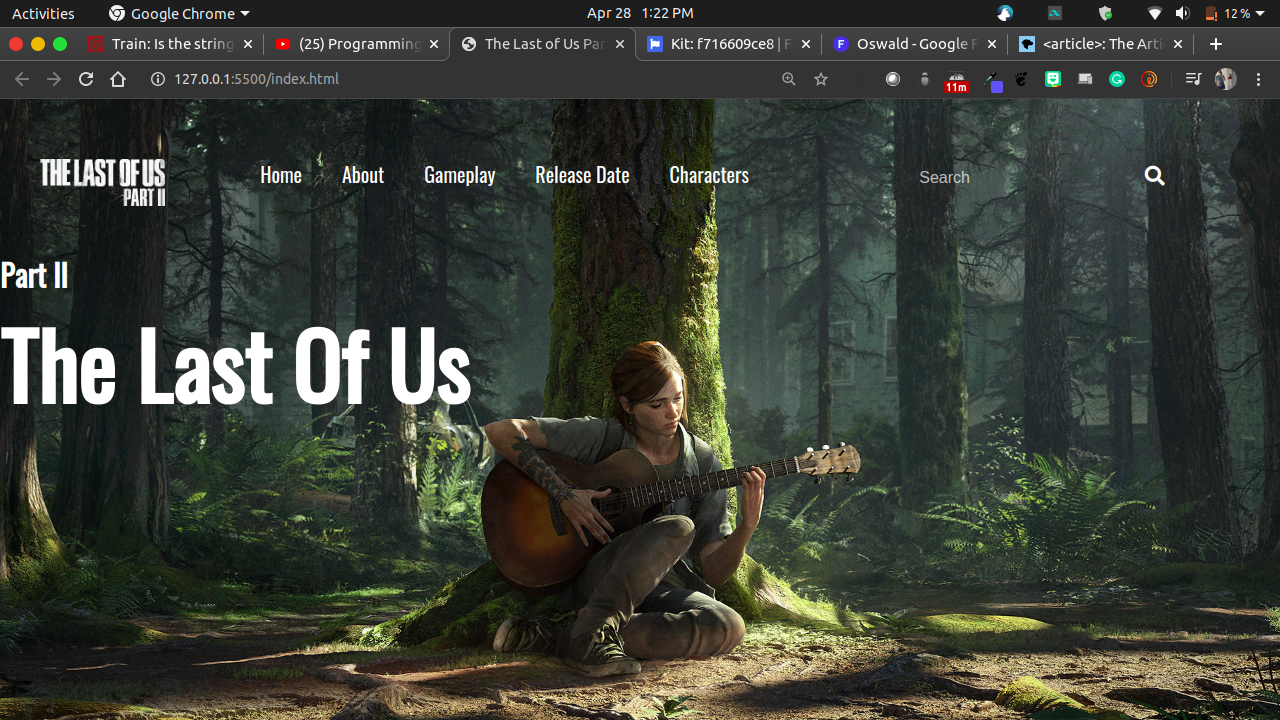 Activities Google Chrome Apr 28 1:22 PM 12 %
Train: Is the string (25) Programming The Last of Us Par Kit: f716609ce8 | F Oswald - Google F <article>: The Arti
127.0.0.1:5500/index.html 11m
THE LAST OF US
PART II
Home About Gameplay Release Date Characters Search
Part II
The Last Of Us